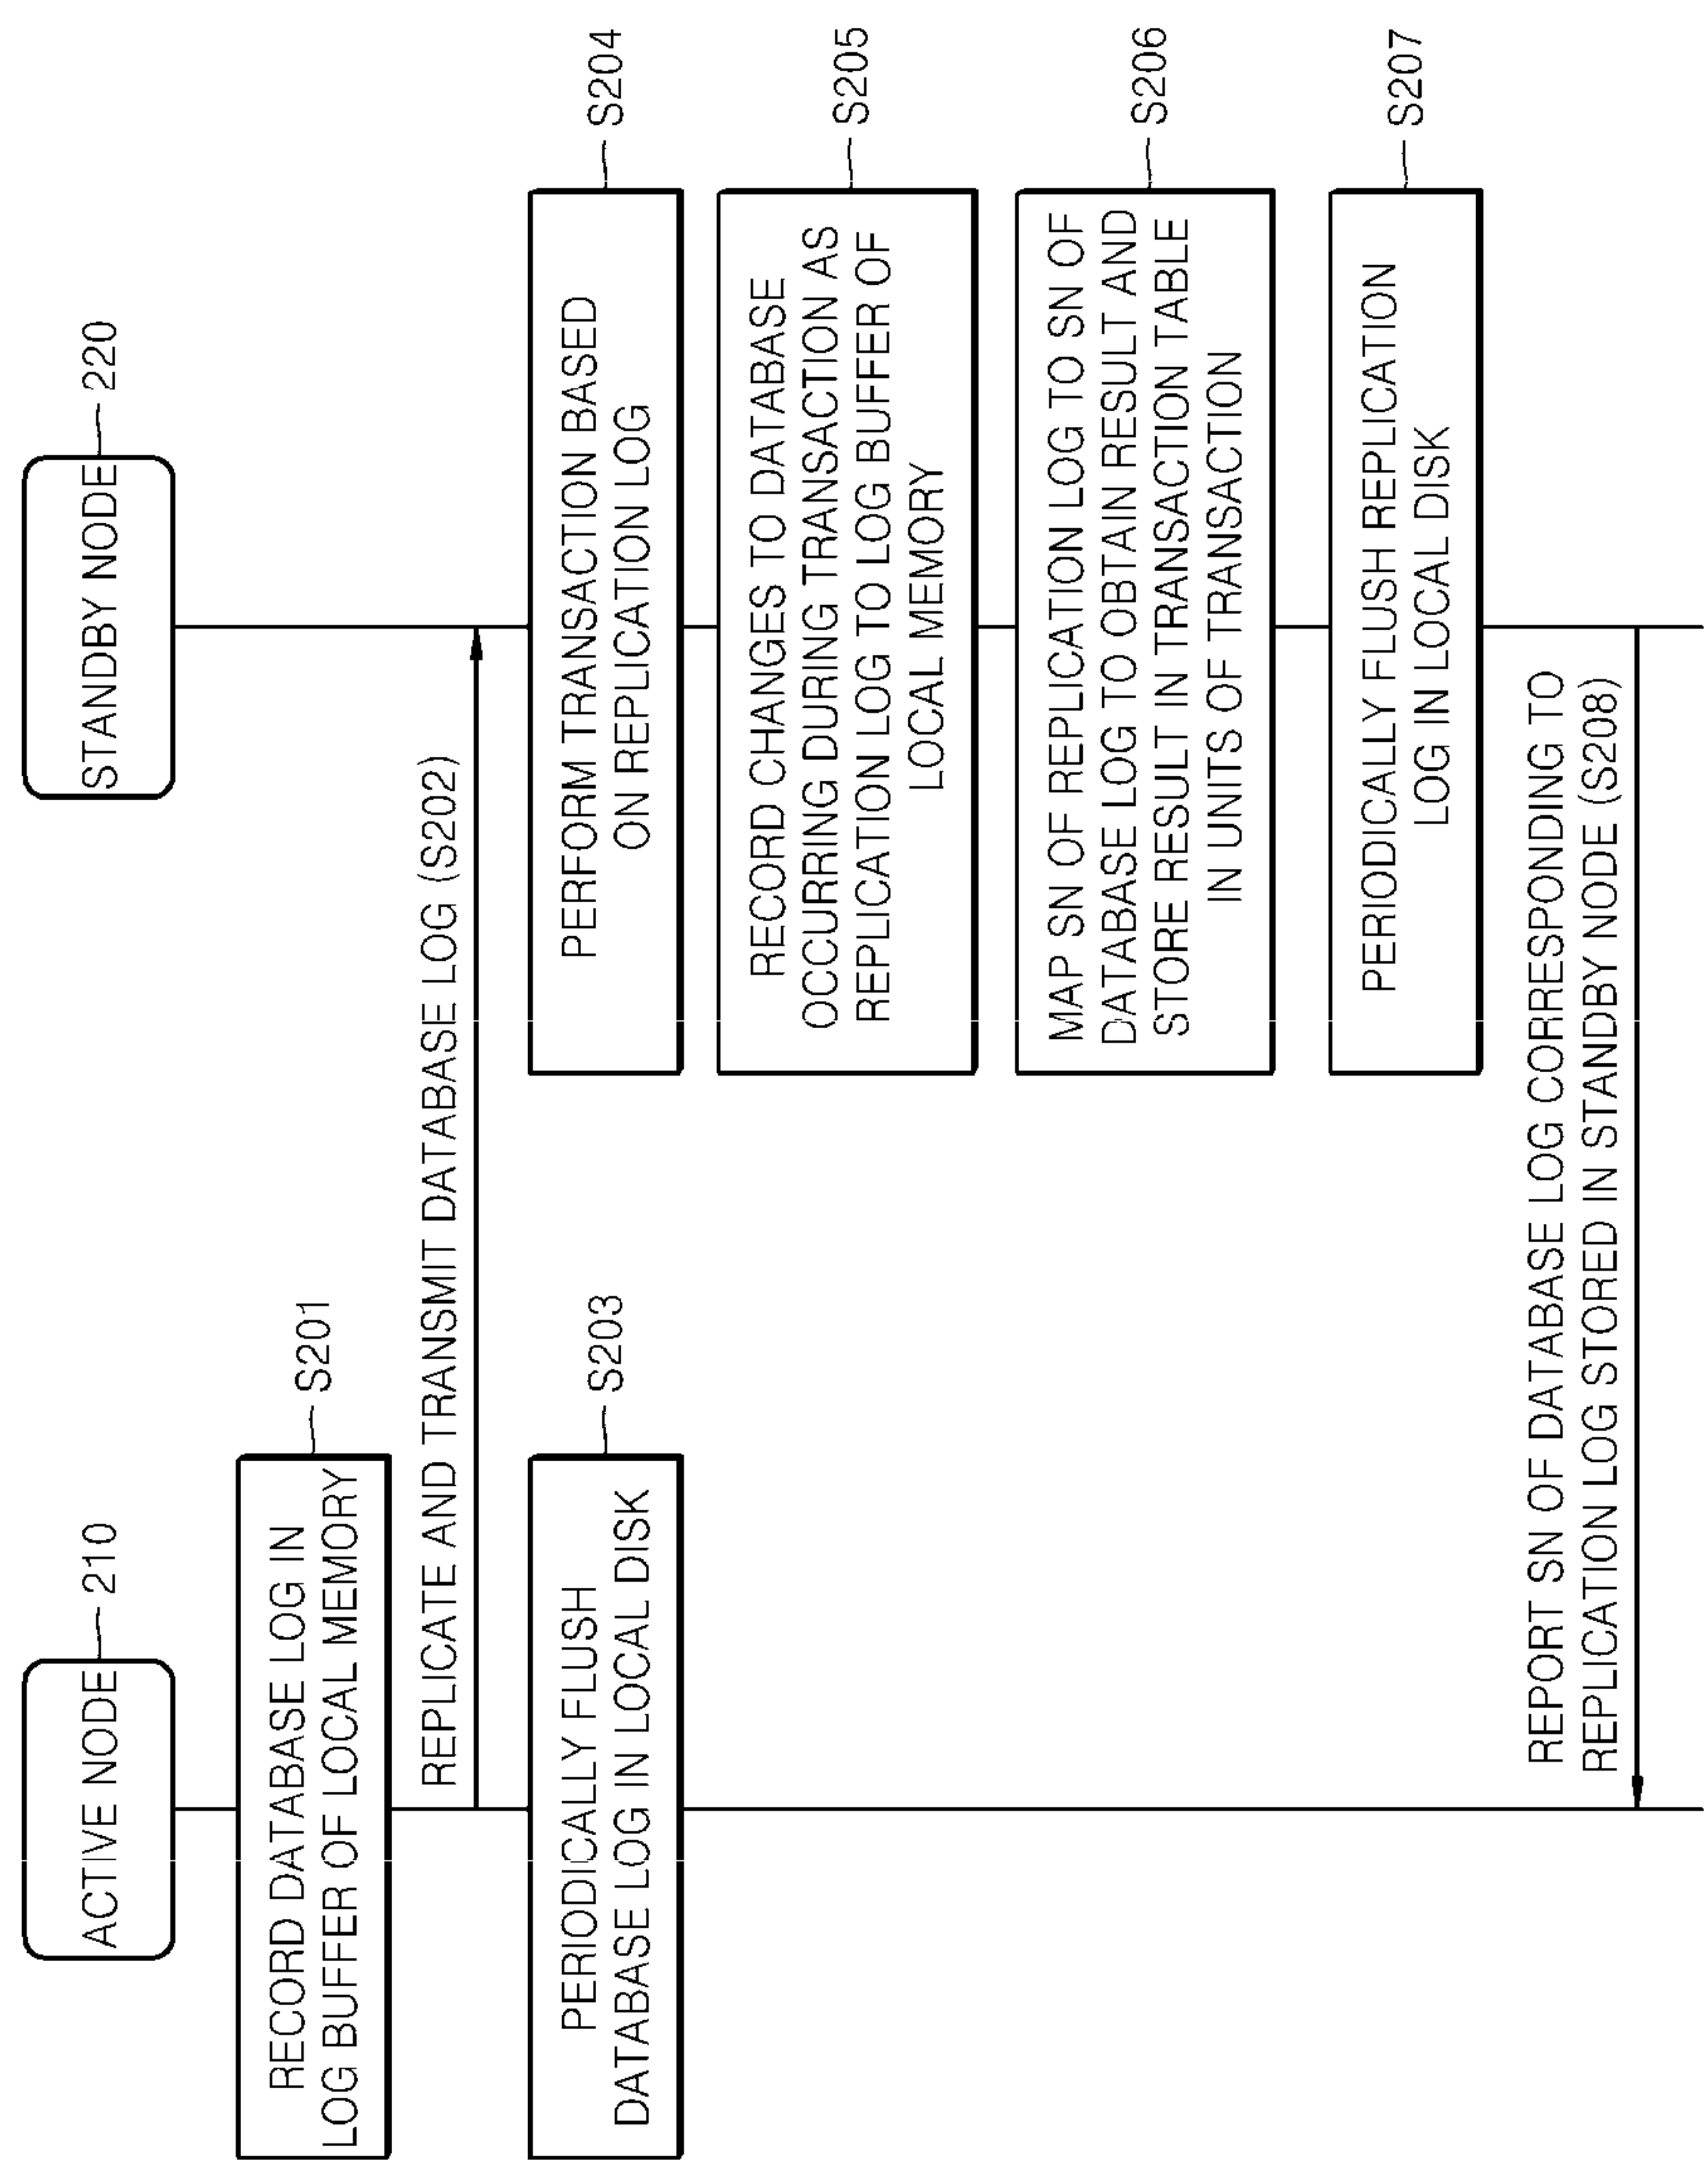 ACTIVE NODE
210
STANDBY NODE
220
RECORD DATABASE LOG IN
LOG BUFFER OF LOCAL MEMORY
S201
REPLICATE AND TRANSMIT DATABASE LOG (S202)
PERIODICALLY FLUSH
DATABASE LOG IN LOCAL DISK
S203
PERFORM TRANSACTION BASED
ON REPLICATION LOG
S204
RECORD CHANGES TO DATABASE
OCCURRING DURING TRANSACTION AS
REPLICATION LOG TO LOG BUFFER OF
LOCAL MEMORY
S205
MAP SN OF REPLICATION LOG TO SN OF
DATABASE LOG TO OBTAIN RESULT AND
STORE RESULT IN TRANSACTION TABLE
IN UNITS OF TRANSACTION
S206
PERIODICALLY FLUSH REPLICATION
LOG IN LOCAL DISK
S207
REPORT SN OF DATABASE LOG CORRESPONDING TO
REPLICATION LOG STORED IN STANDBY NODE (S208)